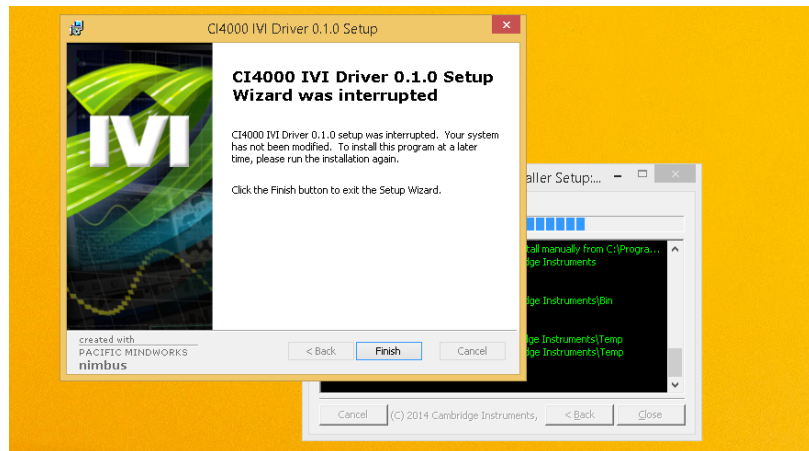 CI4000 IVI Driver 0.1.0 Setup
IVI
CI4000 IVI Driver 0.1.0 Setup
Wizard was interrupted
CI4000 IVI Driver 0.1.0 setup was interrupted. Your system
has not been modified. To install this program at a later
time, please run the installation again.
Click the Finish button to exit the Setup Wizard.
created with
PACIFIC MINDWORKS
nimbus
< Back
Finish
Cancel
aller Setup:...
tall manually from C:\Progra...
dge Instruments
dge Instruments\Bin
dge Instruments\Temp
dge Instruments\Temp
Cancel
(C) 2014 Cambridge Instruments,
< Back
Close